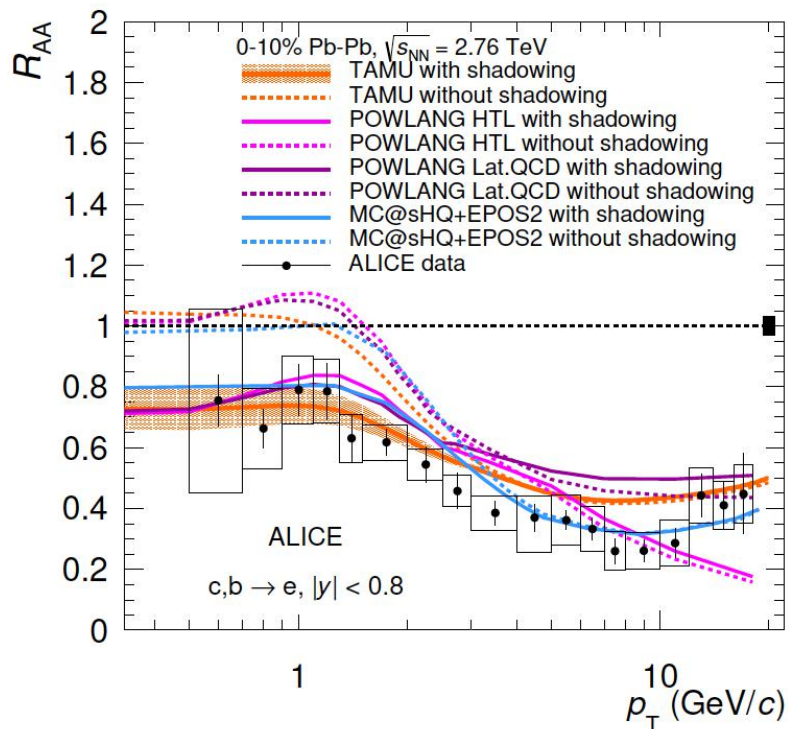 R_AA
2
1.8
1.6
1.4
1.2
1
0.8
0.6
0.4
0.2
0
0-10% Pb-Pb, √s_NN = 2.76 TeV
TAMU with shadowing
TAMU without shadowing
POWLANG HTL with shadowing
POWLANG HTL without shadowing
POWLANG Lat.QCD with shadowing
POWLANG Lat.QCD without shadowing
MC@sHQ+EPOS2 with shadowing
MC@sHQ+EPOS2 without shadowing
ALICE data
ALICE
c,b → e, |y| < 0.8
1
10
p_T (GeV/c)